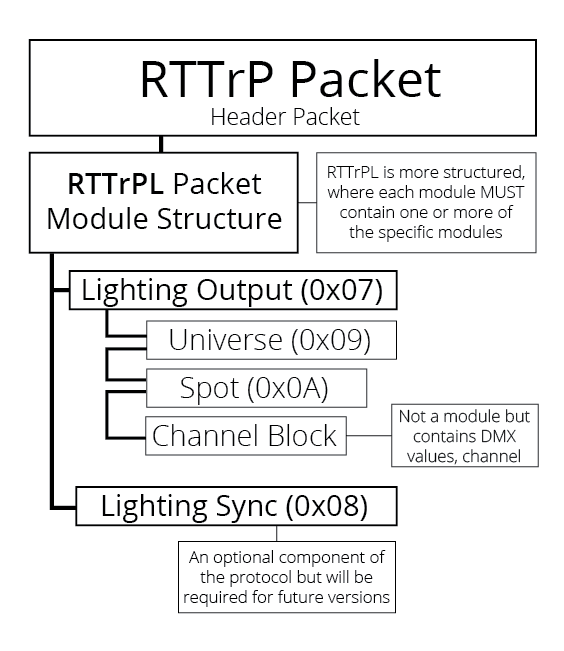 RTTrP Packet
Header Packet
RTTrPL Packet
Module Structure
RTTrPL is more structured,
where each module MUST
contain one or more of
the specific modules
Lighting Output (0x07)
Universe (0x09)
Spot (0x0A)
Channel Block
Not a module but
contains DMX
values, channel
Lighting Sync (0x08)
An optional component of
the protocol but will be
required for future versions